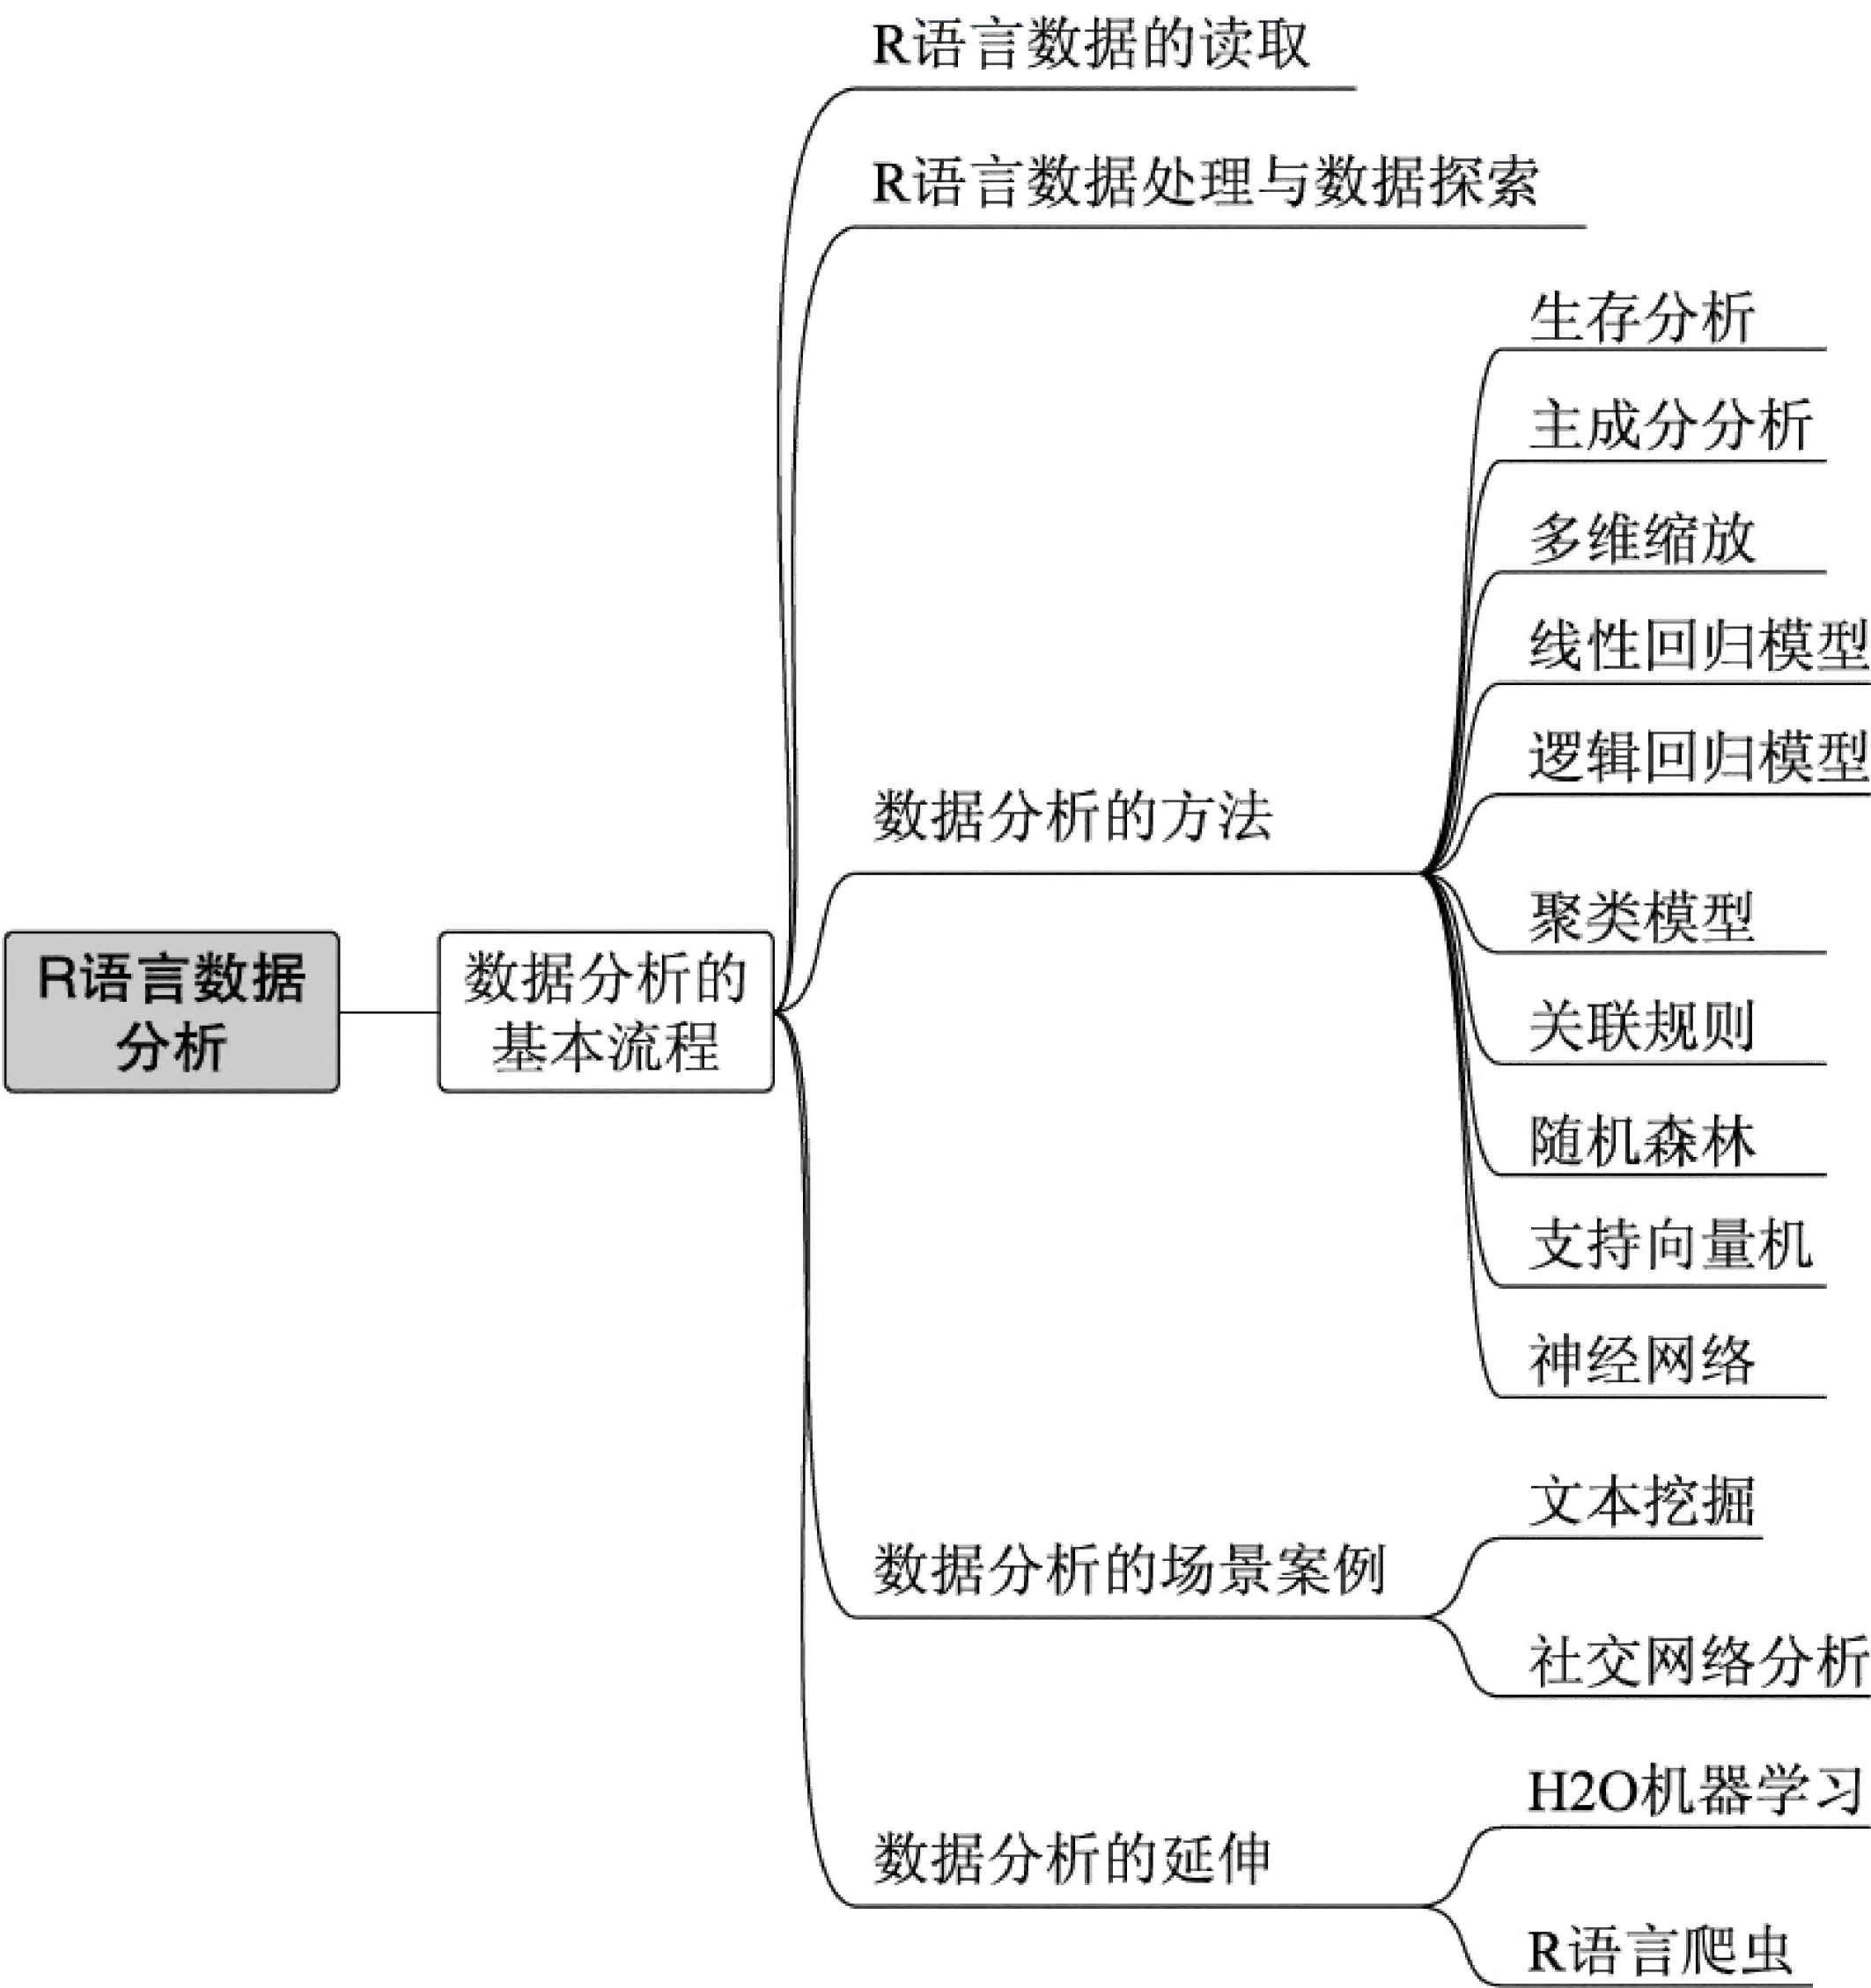 R语言数据的读取
R语言数据处理与数据探索
生存分析
主成分分析
多维缩放
线性回归模型
逻辑回归模型
数据分析的方法
聚类模型
R语言数据
分析
数据分析的
基本流程
关联规则
随机森林
支持向量机
神经网络
文本挖掘
数据分析的场景案例
社交网络分析
H2O机器学习
数据分析的延伸
R语言爬虫